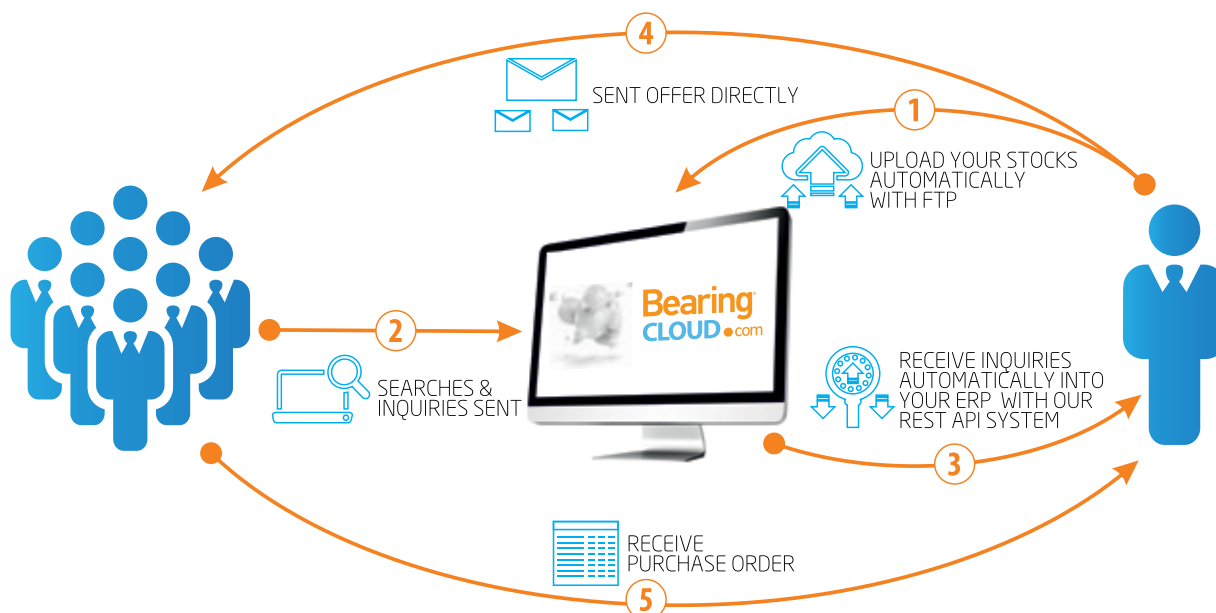 4
SENT OFFER DIRECTLY
1
UPLOAD YOUR STOCKS
AUTOMATICALLY
WITH FTP
Bearing
CLOUD.com
2
SEARCHES &
INQUIRIES SENT
RECEIVE INQUIRIES
AUTOMATICALLY INTO
YOUR ERP WITH OUR
REST API SYSTEM
3
RECEIVE
PURCHASE ORDER
5